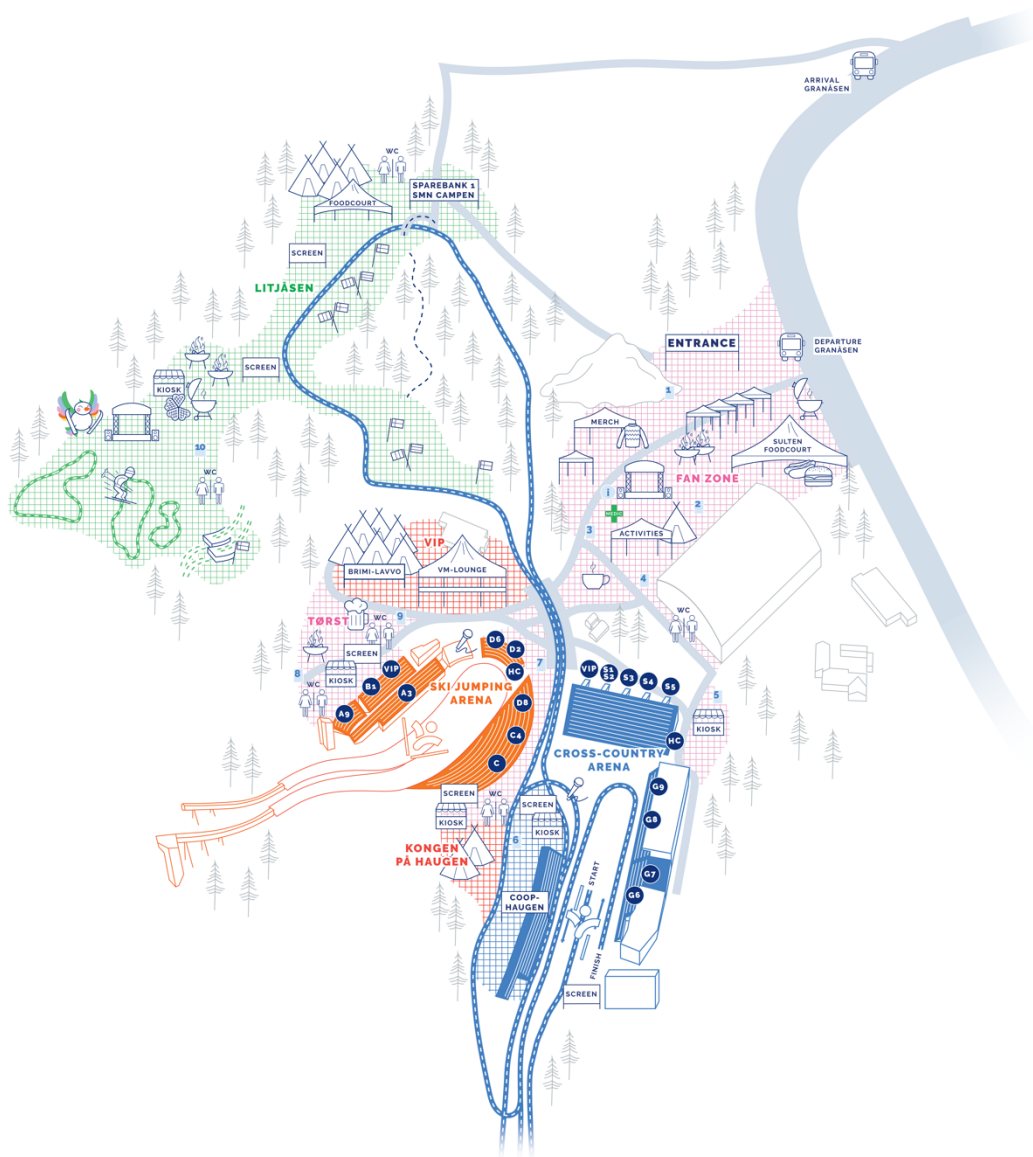 ARRIVAL
GRANÅSEN
WC
FOODCOURT
SPAREBANK 1
SMN CAMPEN
SCREEN
LITJÅSEN
ENTRANCE
DEPARTURE
GRANÅSEN
SCREEN
KIOSK
1
MERCH
SULTEN
FOODCOURT
10
FAN ZONE
WC
i
2
MEDIC
3
ACTIVITIES
VIP
BRIMI-LAVVO
VM-LOUNGE
4
9
TØRST
WC
WC
SCREEN
D6
D2
7
8
KIOSK
VIP
HC
VIP
S1
S2
S3
S4
S5
WC
B1
A3
SKI JUMPING
ARENA
D8
5
A9
C4
KIOSK
HC
C
CROSS-COUNTRY
ARENA
G9
SCREEN
WC
SCREEN
KIOSK
KIOSK
G8
6
KONGEN
PÅ HAUGEN
START
G7
COOP-
HAUGEN
G6
FINISH
SCREEN